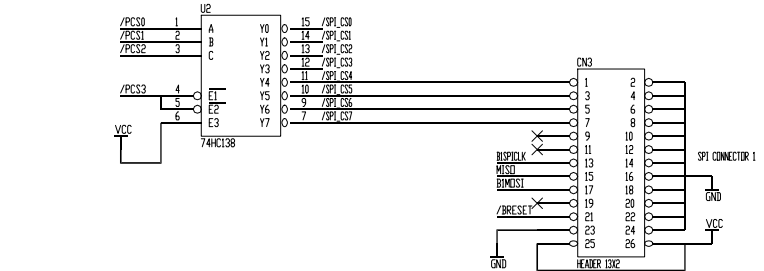 U2
/PCS0 1 A Y0 15 /SPI_CS0
/PCS1 2 B Y1 14 /SPI_CS1
/PCS2 3 C Y2 13 /SPI_CS2
Y3 12 /SPI_CS3
CN3
Y4 11 /SPI_CS4 1 2
/PCS3 4 E1 Y5 10 /SPI_CS5 3 4
5 E2 Y6 9 /SPI_CS6 5 6
6 E3 Y7 7 /SPI_CS7 7 8
VCC
9 10
74HC138
11 12
B1SPICLK 13 14 SPI CONNECTOR 1
MISO 15 16
B1MOSI 17 18
GND
19 20
/BRESET 21 22
VCC
23 24
25 26
GND
HEADER 13X2